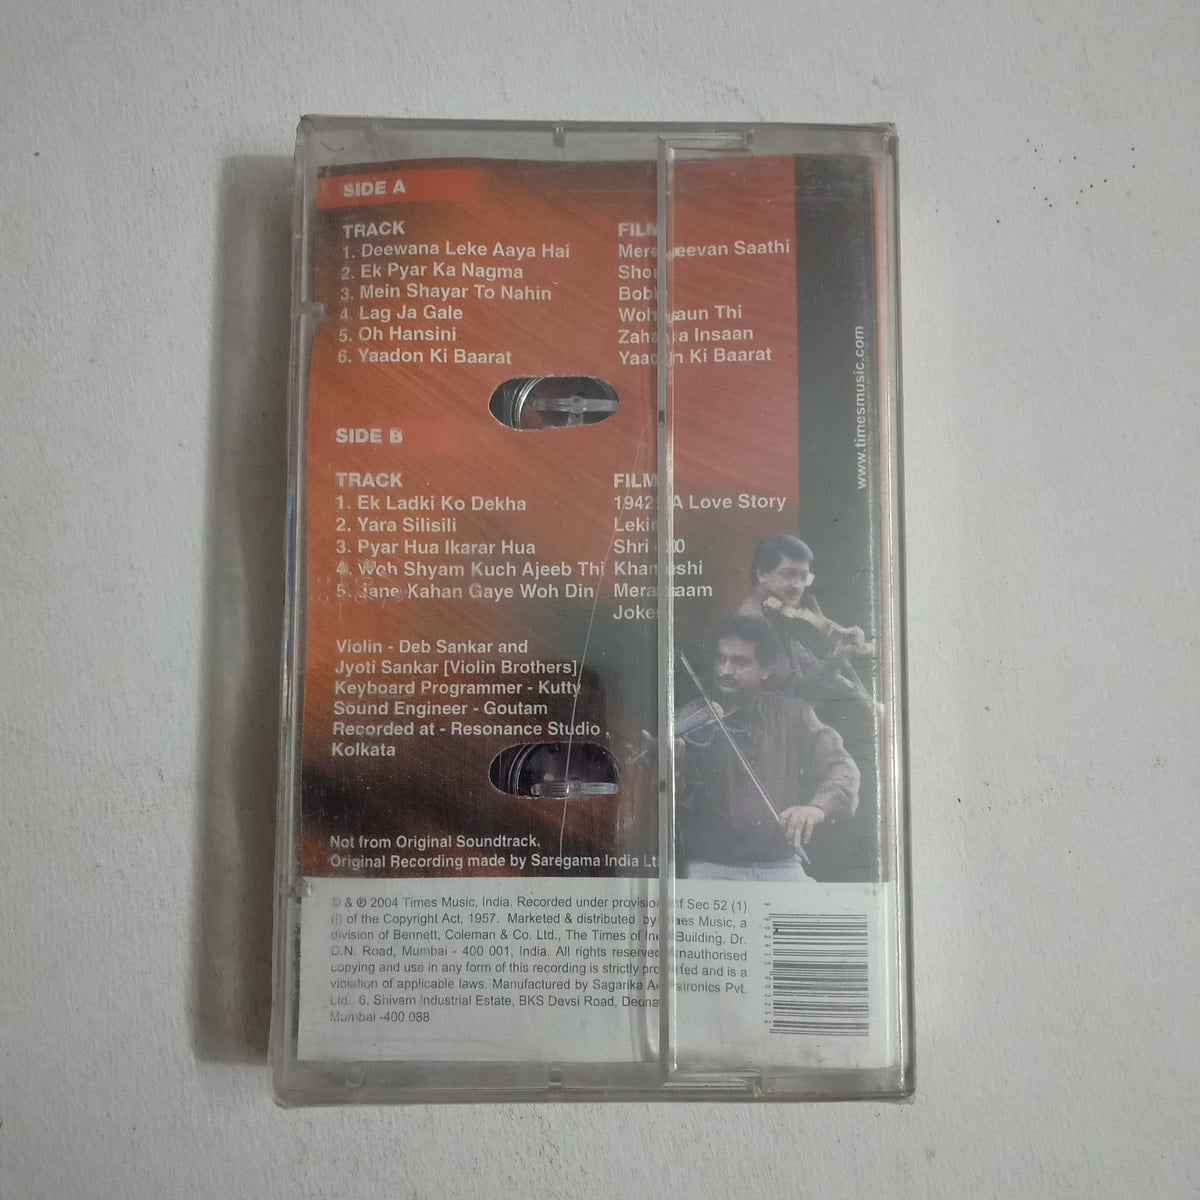 SIDE A
TRACK FILM
1. Deewana Leke Aaya Hai Mere Jeevan Saathi
2. Ek Pyar Ka Nagma Shor
3. Mein Shayar To Nahin Bobby
4. Lag Ja Gale Woh Kaun Thi
5. Oh Hansini Insaan
6. Yaadon Ki Baarat Yaadon Ki Baarat
SIDE B
TRACK FILM
1. Ek Ladki Ko Dekha 1942 A Love Story
2. Yara Silisili Lekin
3. Pyar Hua Ikarar Hua Shri
4. Woh Shyam Kuch Ajeeb Thi Khamoshi
5. Jane Kahan Gaye Woh Din Mera Naam
Joker
Violin - Deb Sankar and
Jyoti Sankar [Violin Brothers]
Keyboard Programmer - Kutty
Sound Engineer - Goutam
Recorded at - Resonance Studio ,
Kolkata
Not from Original Soundtrack.
Original Recording made by Saregama India Lt
© & ℗ 2004 Times Music, India. Recorded under provision of Sec 52 (1)
(j) of the Copyright Act, 1957. Marketed & distributed by Times Music, a
division of Bennett, Coleman & Co. Ltd., The Times of India Building, Dr.
D.N. Road, Mumbai - 400 001, India. All rights reserved. Unauthorised
copying and use in any form of this recording is strictly prohibited and is a
violation of applicable laws. Manufactured by Sagarika Pvt.
Ltd. 6, Shivam Industrial Estate, BKS Devsi Road,
Mumbai -400 088
www.timesmusic.com